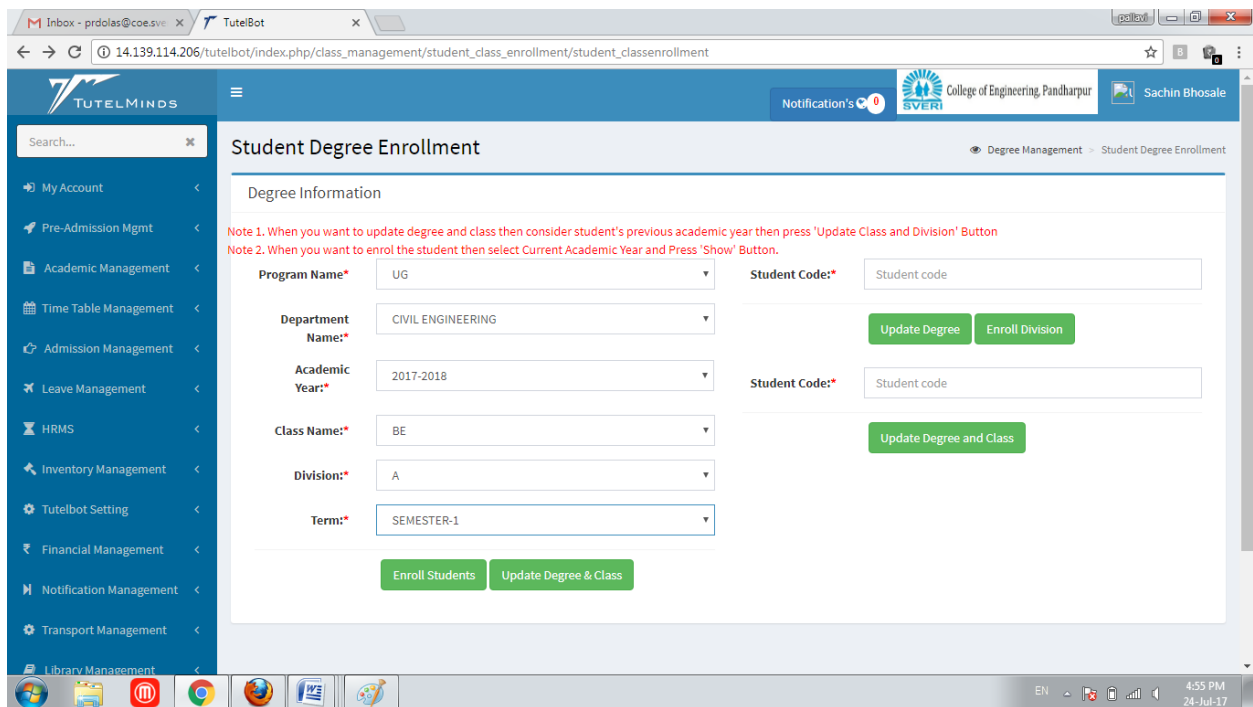 Inbox - prdolas@coe.sve
TutelBot
pallavi
14.139.114.206/tutelbot/index.php/class_management/student_class_enrollment/student_classenrollment
TUTELMINDS
Notification's 0
SVERI
College of Engineering, Pandharpur
Sachin Bhosale
Search...
Student Degree Enrollment
Degree Management > Student Degree Enrollment
My Account
Pre-Admission Mgmt
Academic Management
Time Table Management
Admission Management
Leave Management
HRMS
Inventory Management
Tutelbot Setting
Financial Management
Notification Management
Transport Management
Library Management
Degree Information
Note 1. When you want to update degree and class then consider student's previous academic year then press 'Update Class and Division' Button
Note 2. When you want to enrol the student then select Current Academic Year and Press 'Show' Button.
Program Name* UG
Department Name:* CIVIL ENGINEERING
Academic Year:* 2017-2018
Class Name:* BE
Division:* A
Term:* SEMESTER-1
Enroll Students Update Degree & Class
Student Code:* Student code
Update Degree Enroll Division
Student Code:* Student code
Update Degree and Class
EN
4:55 PM
24-Jul-17